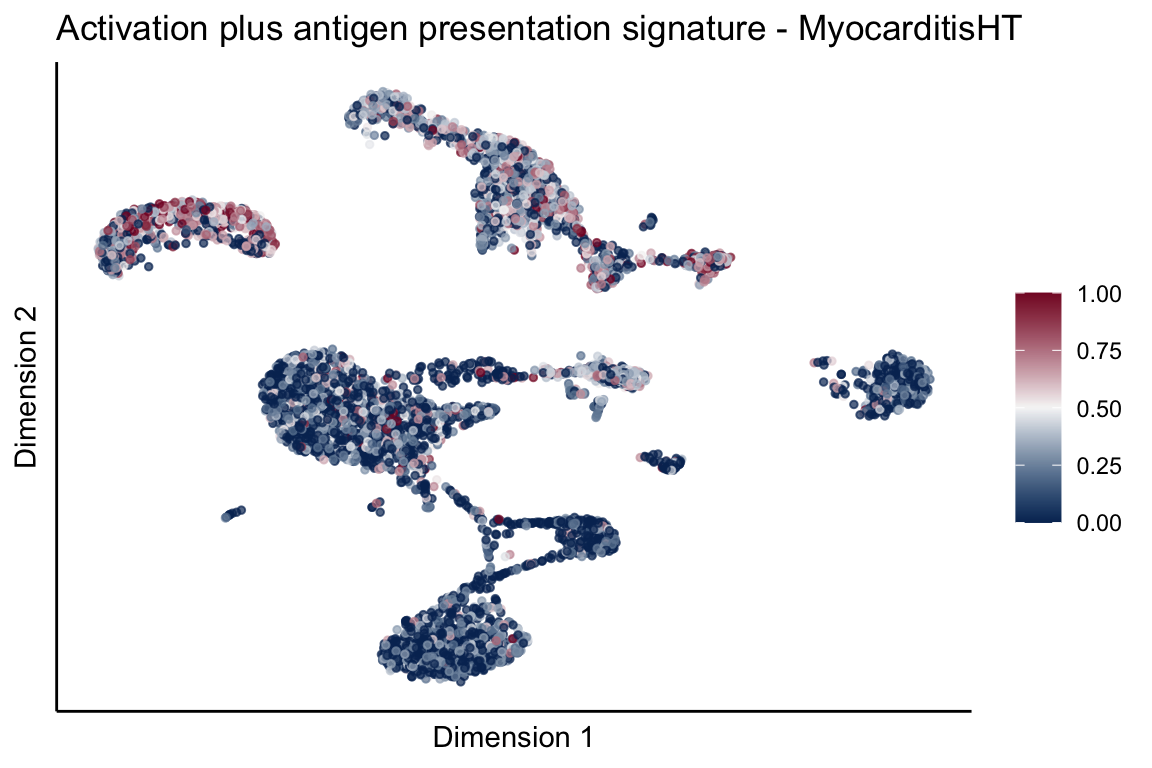 Activation plus antigen presentation signature - MyocarditisHT
Dimension 2
1.00
0.75
0.50
0.25
0.00
Dimension 1